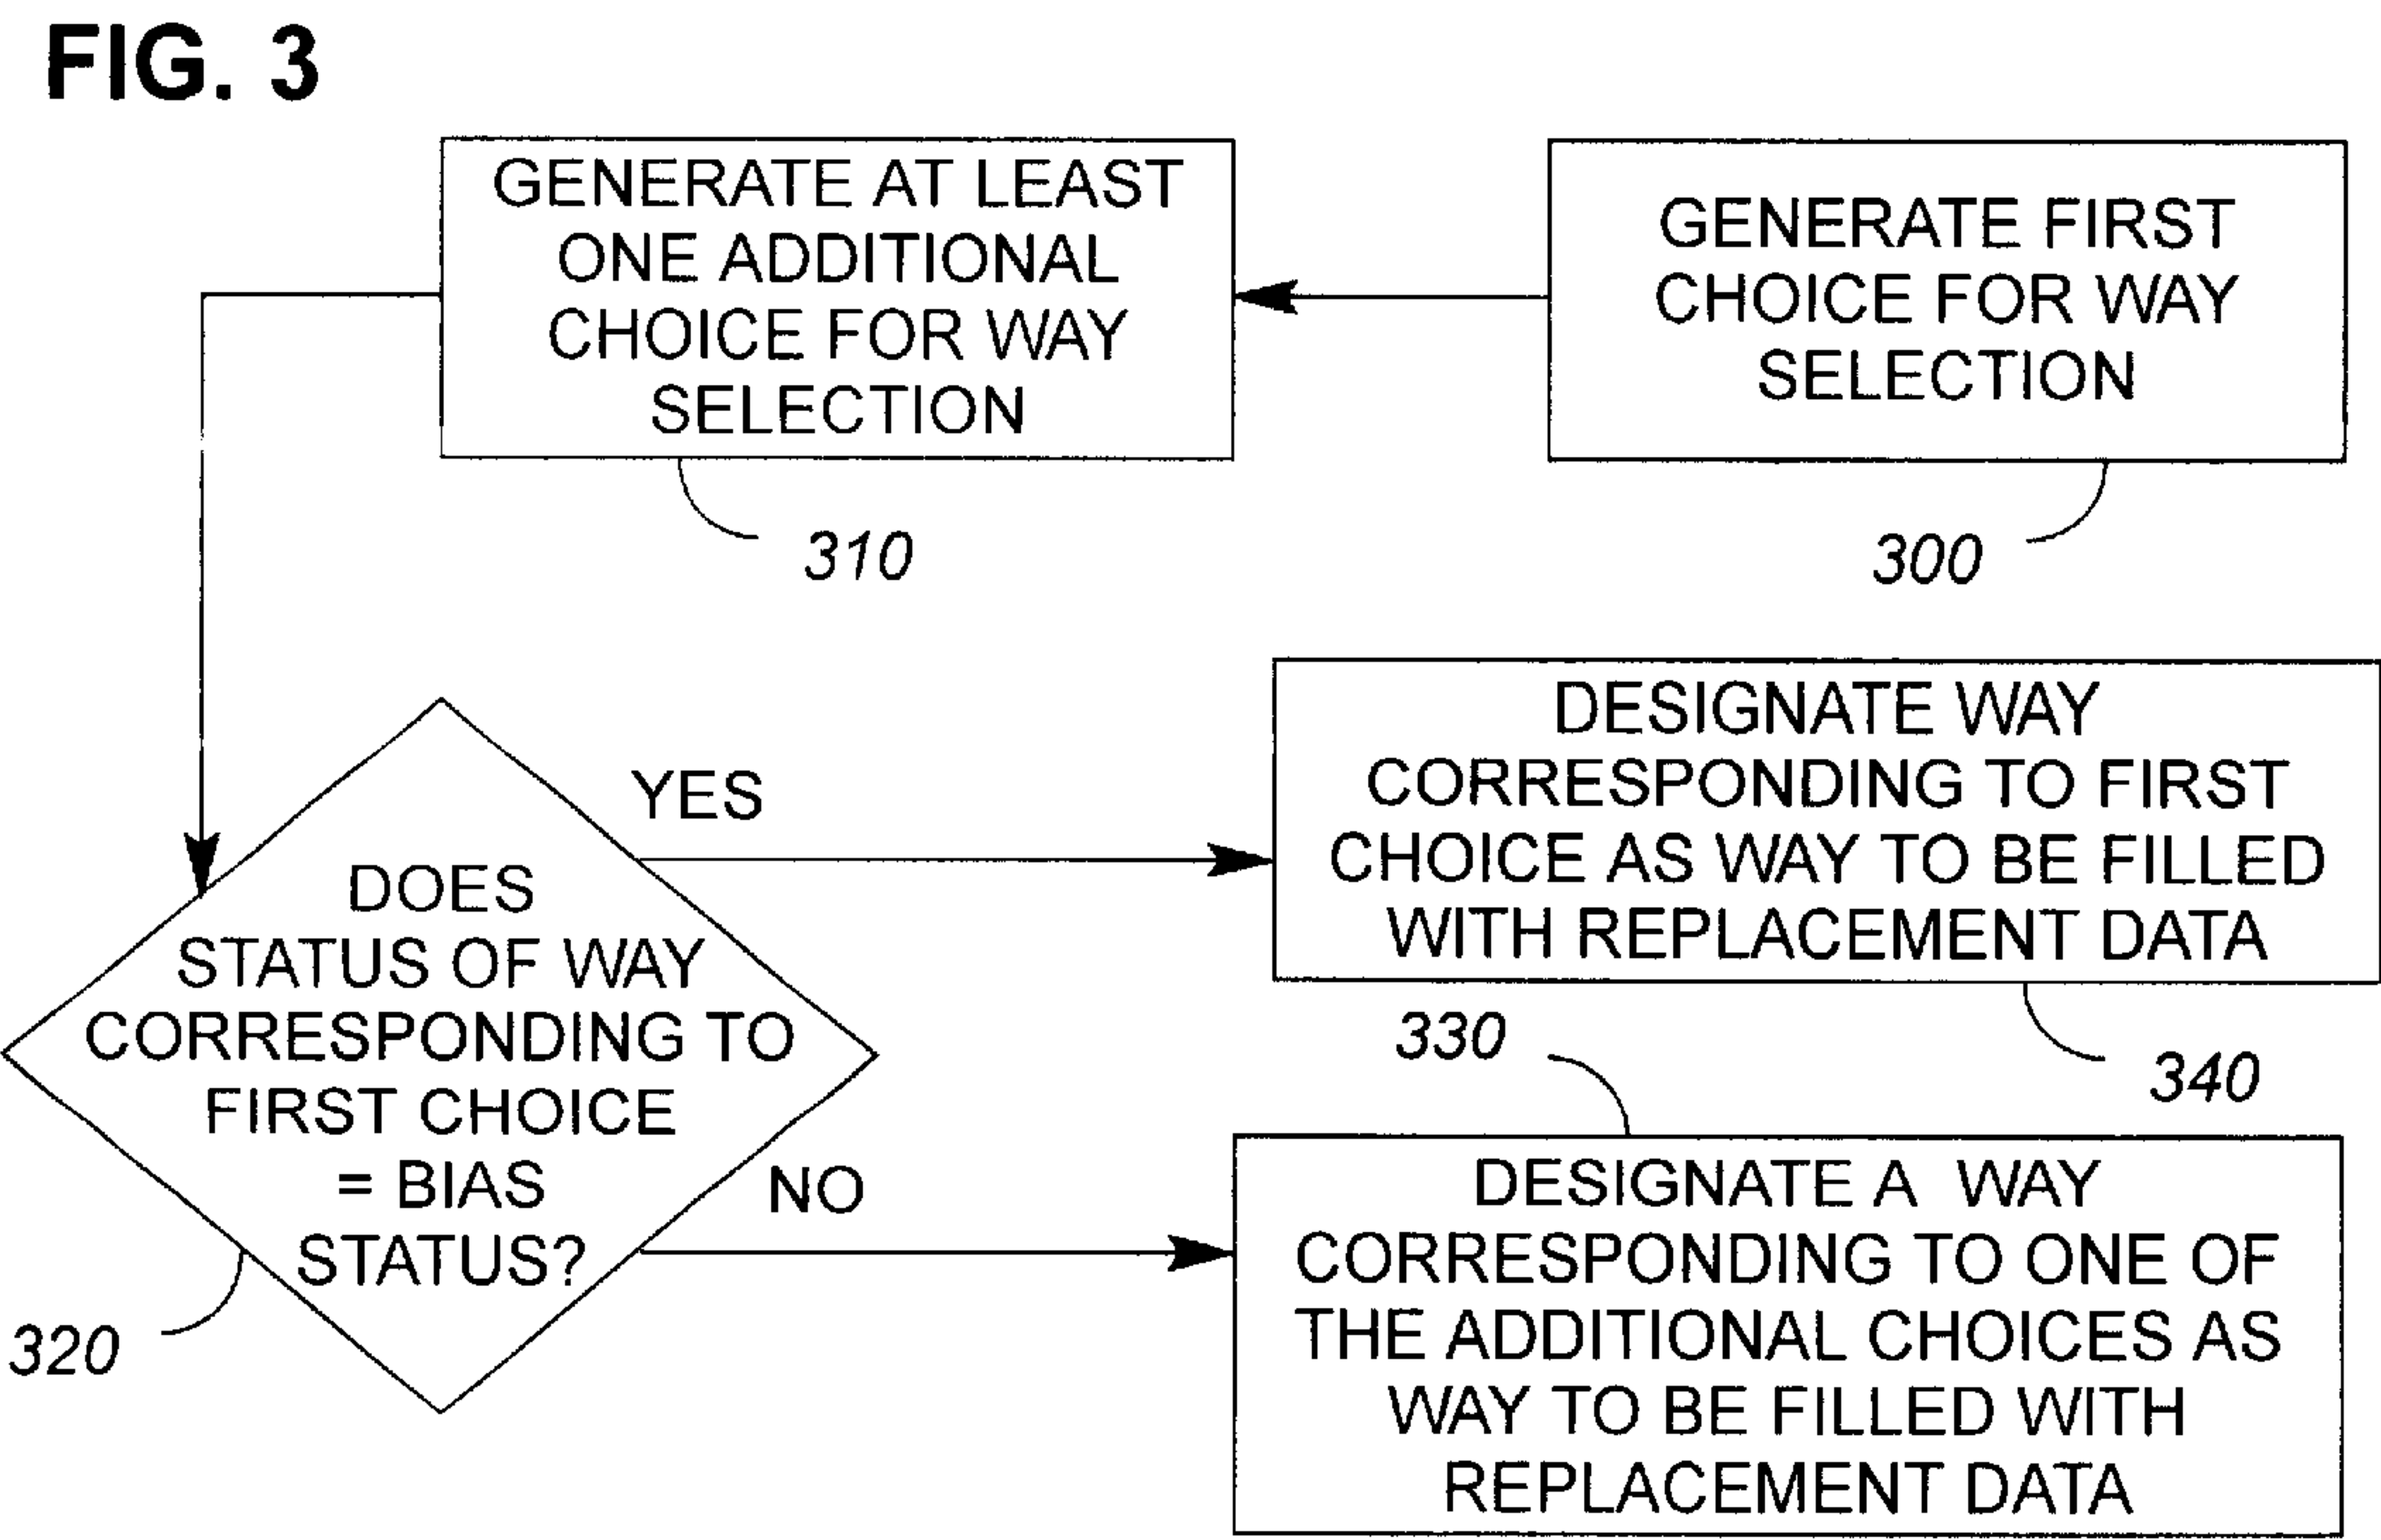 FIG. 3
GENERATE AT LEAST
ONE ADDITIONAL
CHOICE FOR WAY
SELECTION
310
GENERATE FIRST
CHOICE FOR WAY
SELECTION
300
DOES
STATUS OF WAY
CORRESPONDING TO
FIRST CHOICE
= BIAS
STATUS?
320
YES
DESIGNATE WAY
CORRESPONDING TO FIRST
CHOICE AS WAY TO BE FILLED
WITH REPLACEMENT DATA
340
NO
330
DESIGNATE A WAY
CORRESPONDING TO ONE OF
THE ADDITIONAL CHOICES AS
WAY TO BE FILLED WITH
REPLACEMENT DATA